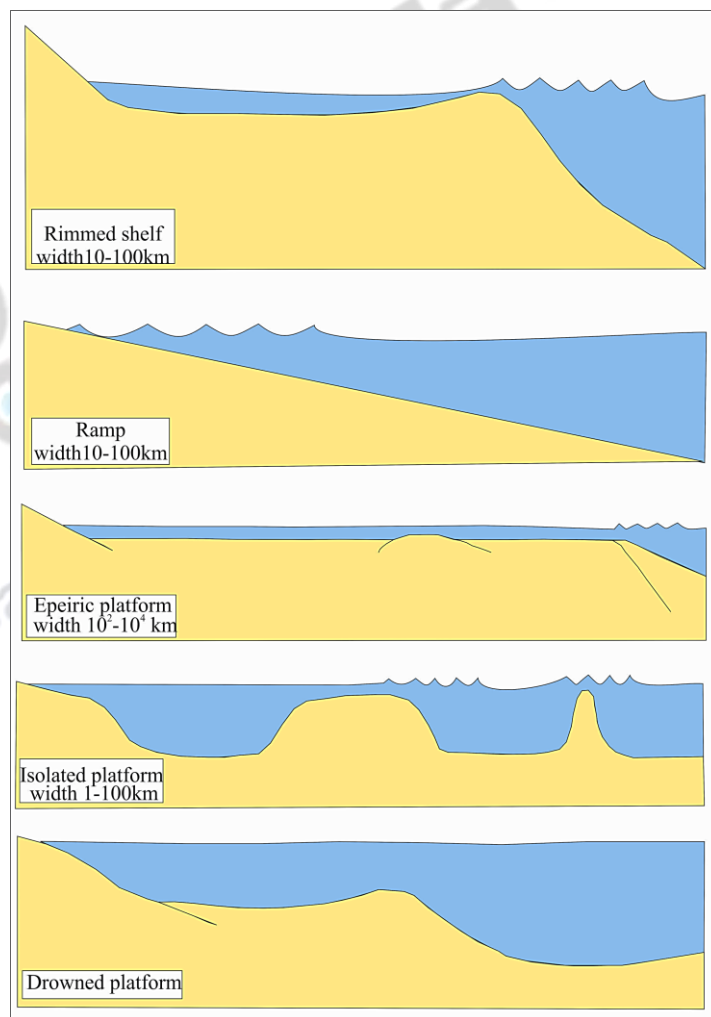 Rimmed shelf
width10-100km
Ramp
width10-100km
Epeiric platform
width 10²-10⁴ km
Isolated platform
width 1-100km
Drowned platform